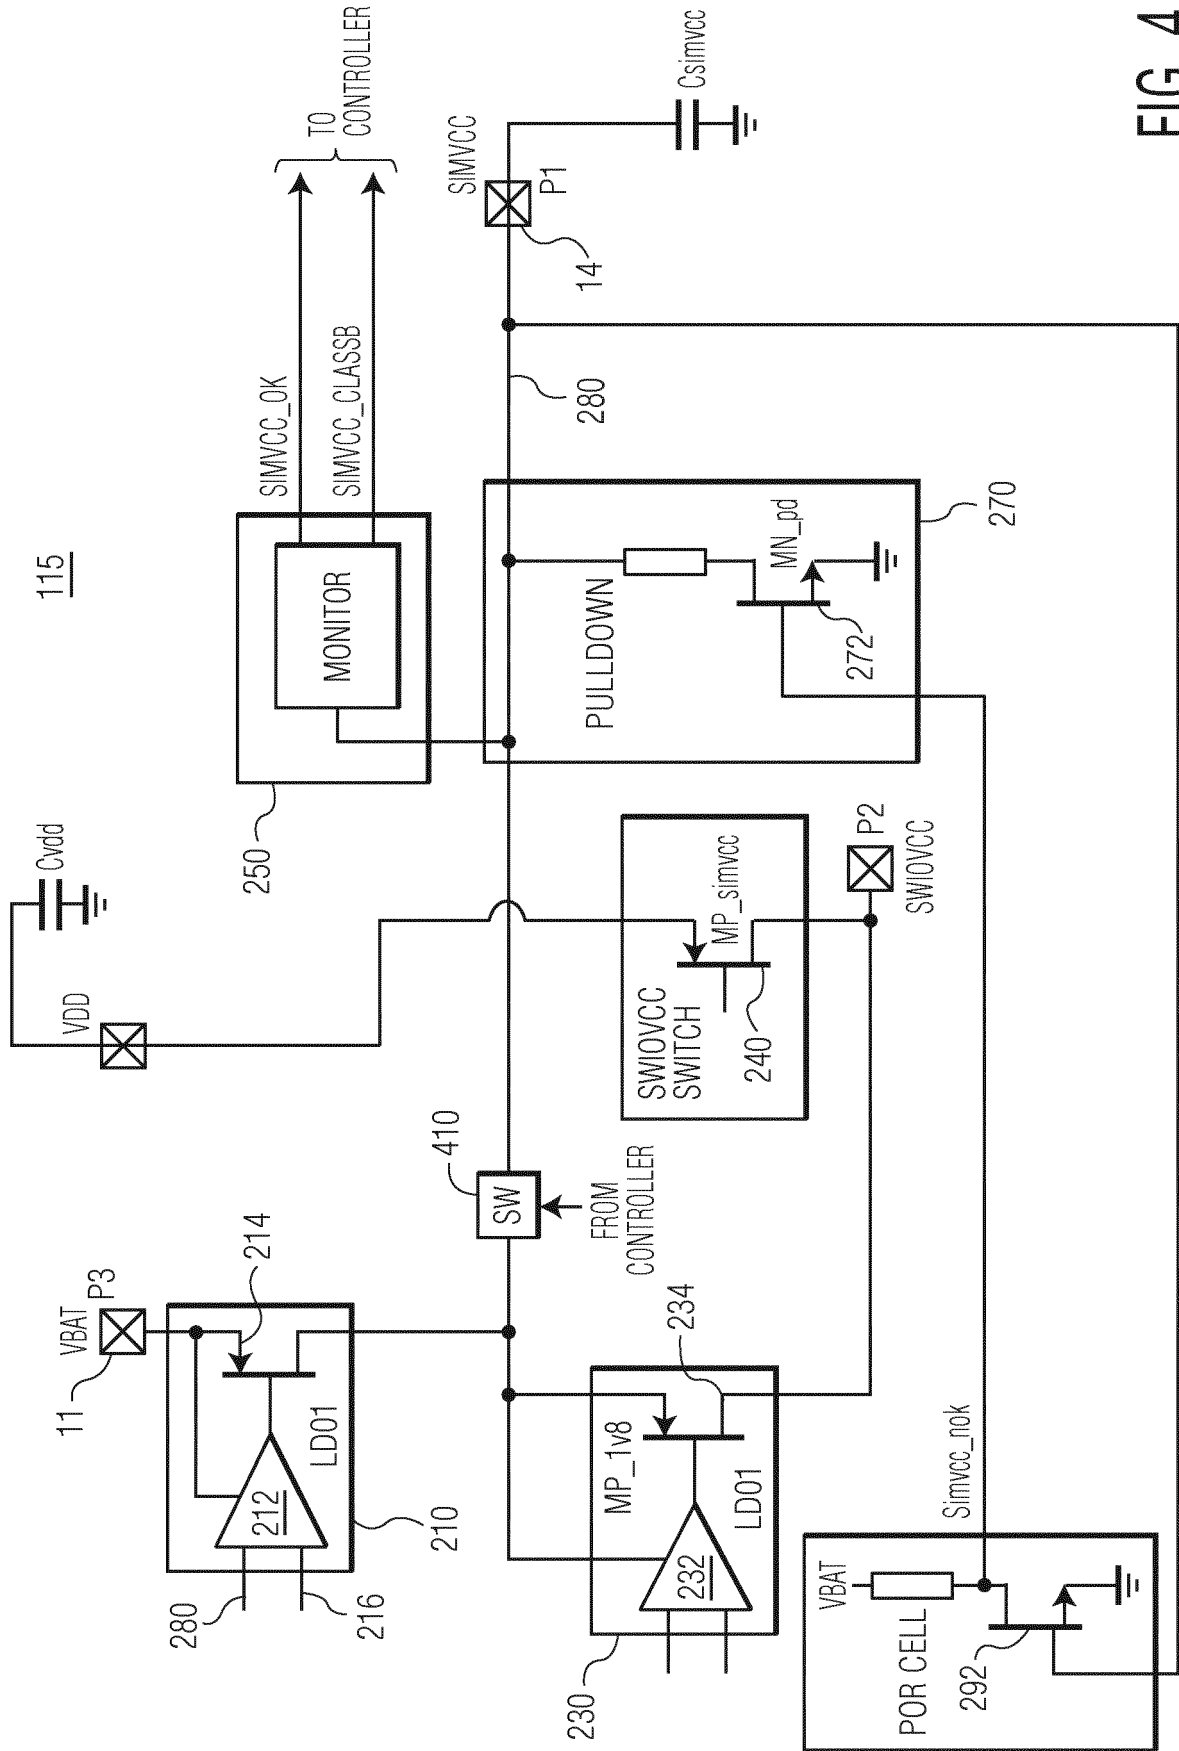 115
TO
CONTROLLER
SIMVCC_OK
SIMVCC_CLASSB
MONITOR
250
Cvdd
VDD
VBAT
P3
11
214
212
LD01
210
280
216
410
SW
FROM
CONTROLLER
SIMVCC
P1
14
280
Csimvcc
PULLDOWN
MN_pd
272
270
MP_simvcc
SWIOVCC
SWITCH
240
P2
SWIOVCC
MP_1v8
234
232
LD01
230
Simvcc_nok
VBAT
POR CELL
292
FIG. 4